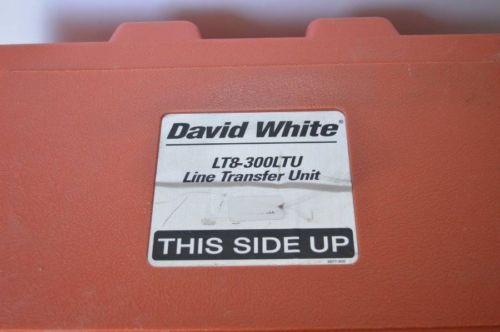 David White®
LT8-300LTU
Line Transfer Unit
THIS SIDE UP